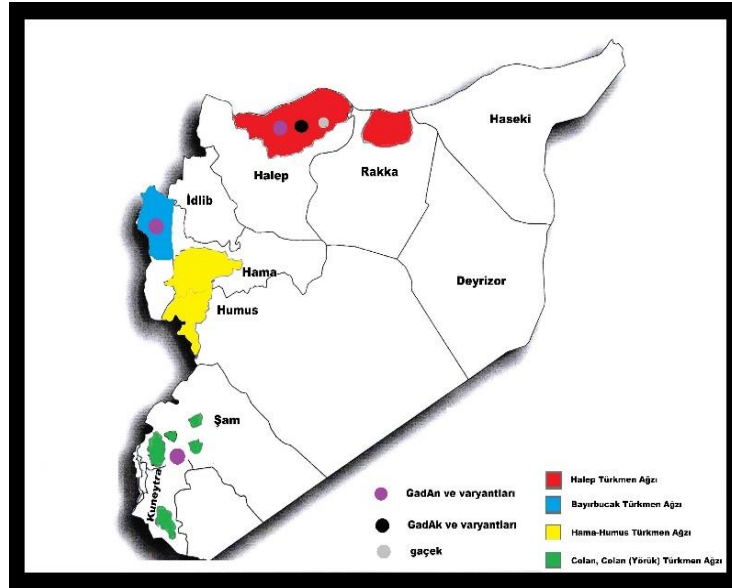 Haseki
Halep
Rakka
İdlib
Hama
Deyrizor
Humus
Şam
Kuneytra
GadAn ve varyantları
GadAk ve varyantları
gaçek
Halep Türkmen Ağzı
Bayırbucak Türkmen Ağzı
Hama-Humus Türkmen Ağzı
Colan, Colan (Yörük) Türkmen Ağzı